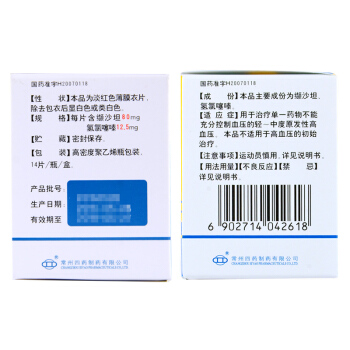 国药准字H20070118
【性　状】本品为淡红色薄膜衣片,
除去包衣后显白色或类白色。
【规　格】每片含缬沙坦80mg
氢氯噻嗪12.5mg
【贮　藏】密封保存。
【包　装】高密度聚乙烯瓶包装。
14片/瓶/盒。
产品批号:
生产日期:
有效期至
常州四药制药有限公司
CHANGZHOU SIYAO PHARMACEUTICALS CO.,LTD.
国药准字H20070118
【成　份】本品主要成份为缬沙坦、
氢氯噻嗪。
【适 应 症】用于治疗单一药物不能
充分控制血压的轻一中度原发性高
血压。本品不适用于高血压的初始
治疗。
【注意事项】运动员慎用。详见说明书。
【用法用量】【不良反应】【禁　忌】
详见说明书。
6 902714 042618
常州四药制药有限公司
CHANGZHOU SIYAO PHARMACEUTICALS CO.,LTD.